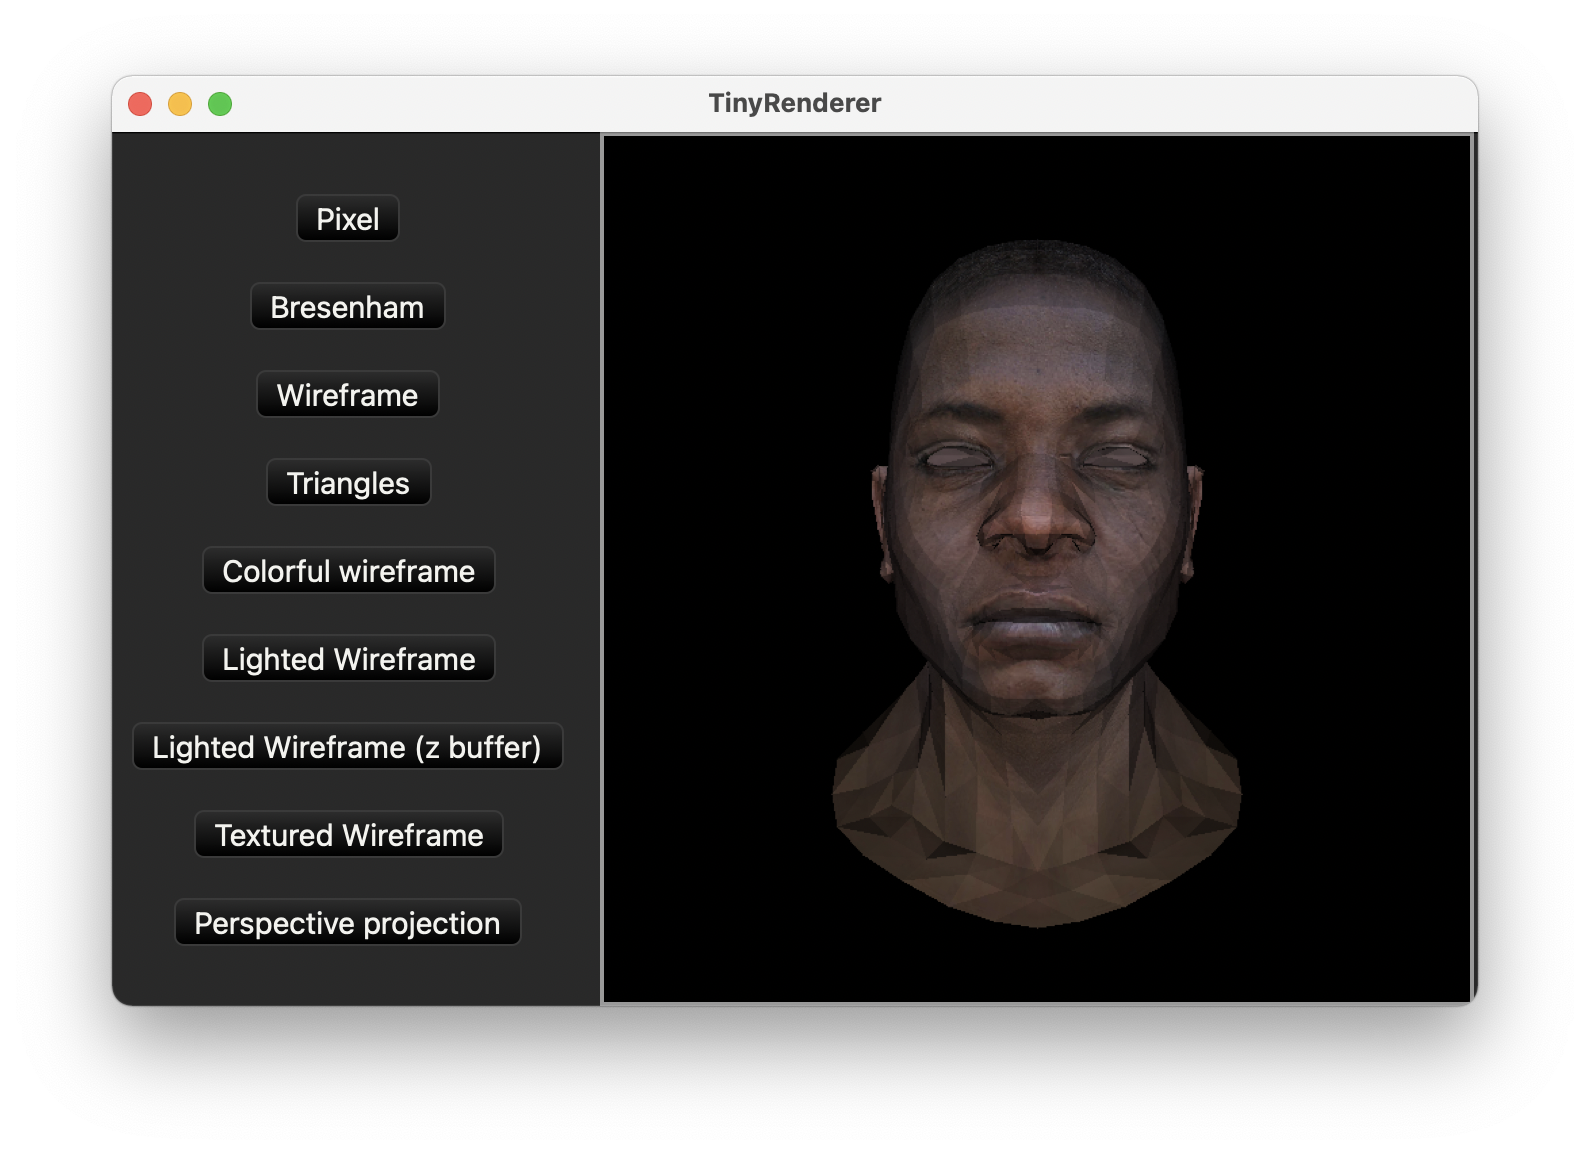 TinyRenderer
Pixel
Bresenham
Wireframe
Triangles
Colorful wireframe
Lighted Wireframe
Lighted Wireframe (z buffer)
Textured Wireframe
Perspective projection